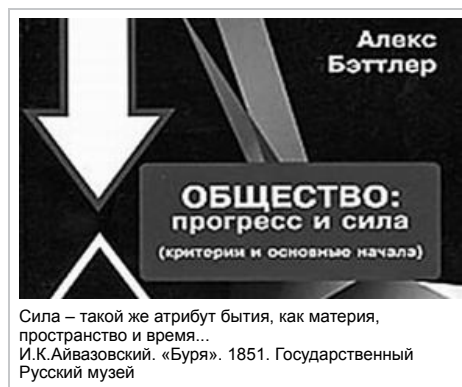 Алекс
Бэттлер
ОБЩЕСТВО:
прогресс и сила
(критерии и основные начала)
Сила – такой же атрибут бытия, как материя,
пространство и время...
И.К.Айвазовский. «Буря». 1851. Государственный
Русский музей